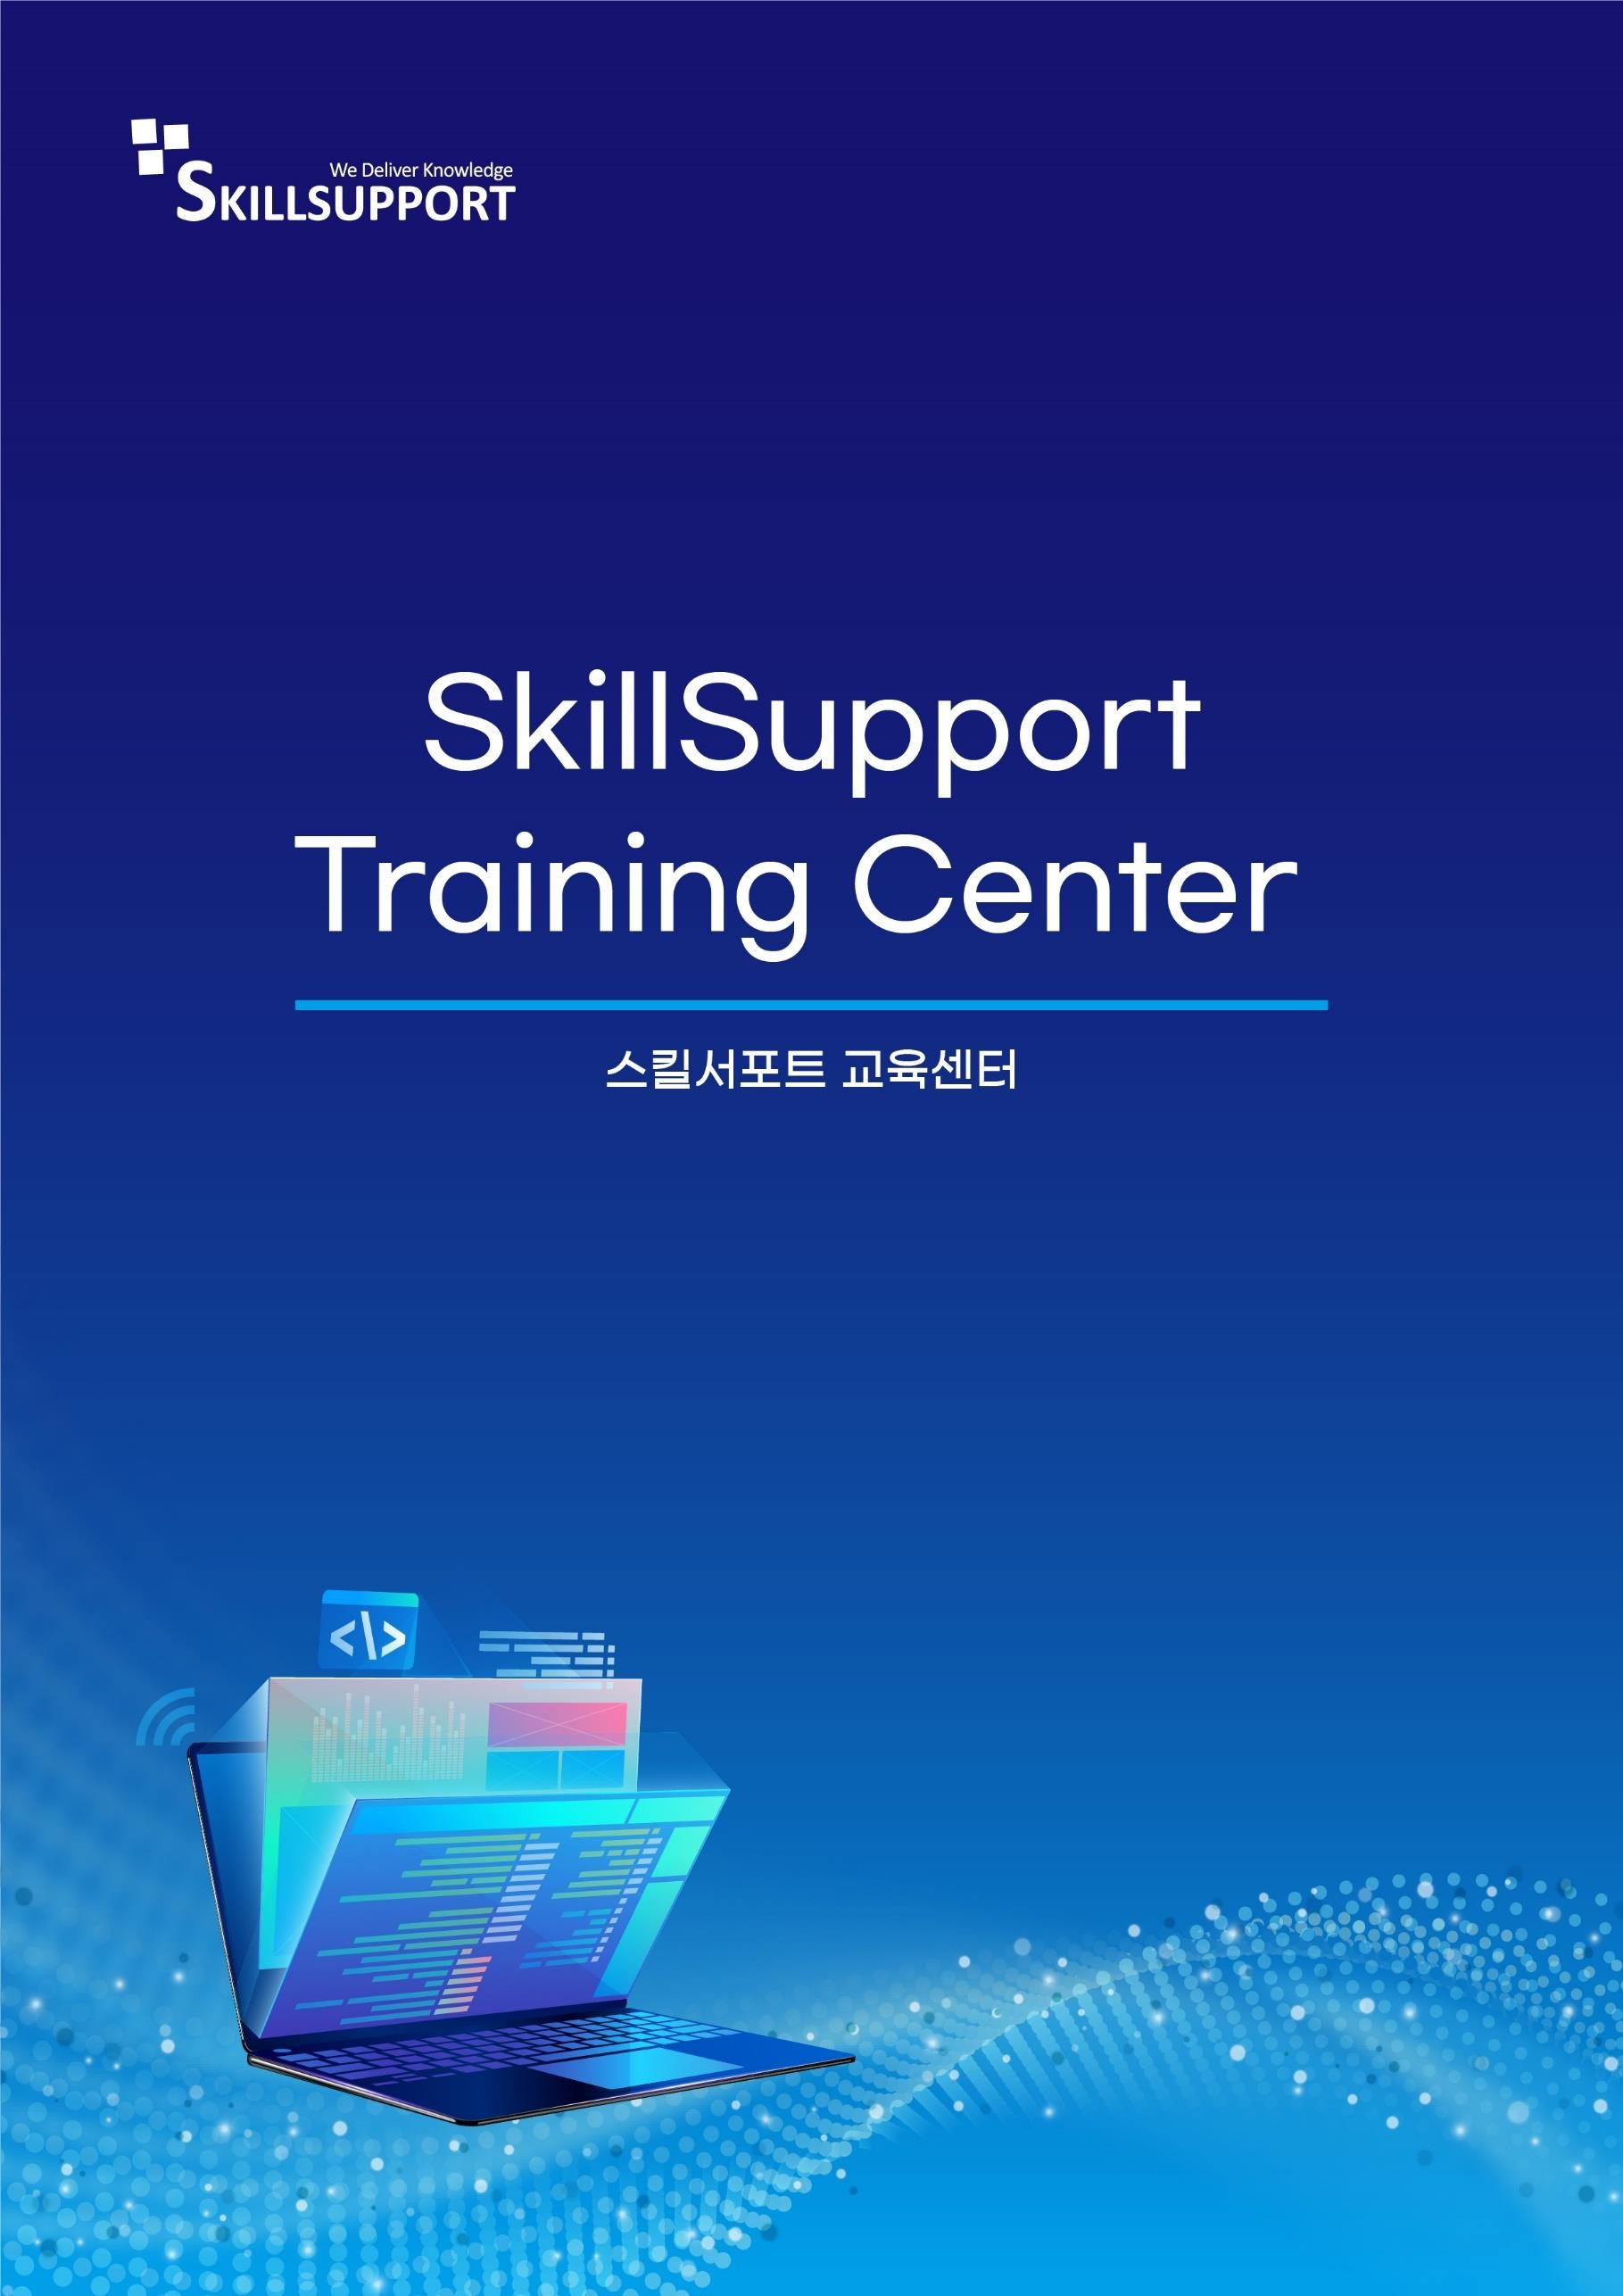 We Deliver Knowledge
SKILLSUPPORT
SkillSupport
Training Center
스킬서포트 교육센터
<\>